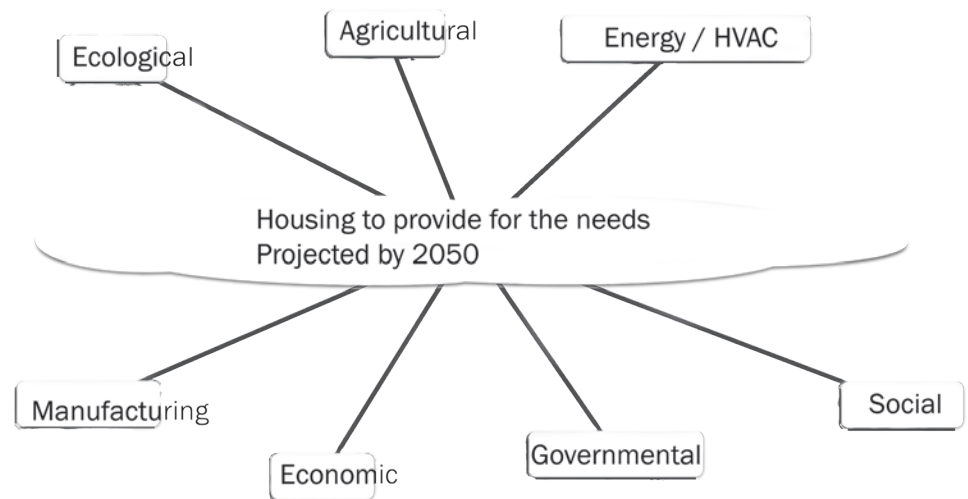 Ecological
Agricultural
Energy / HVAC
Housing to provide for the needs
Projected by 2050
Manufacturing
Economic
Governmental
Social